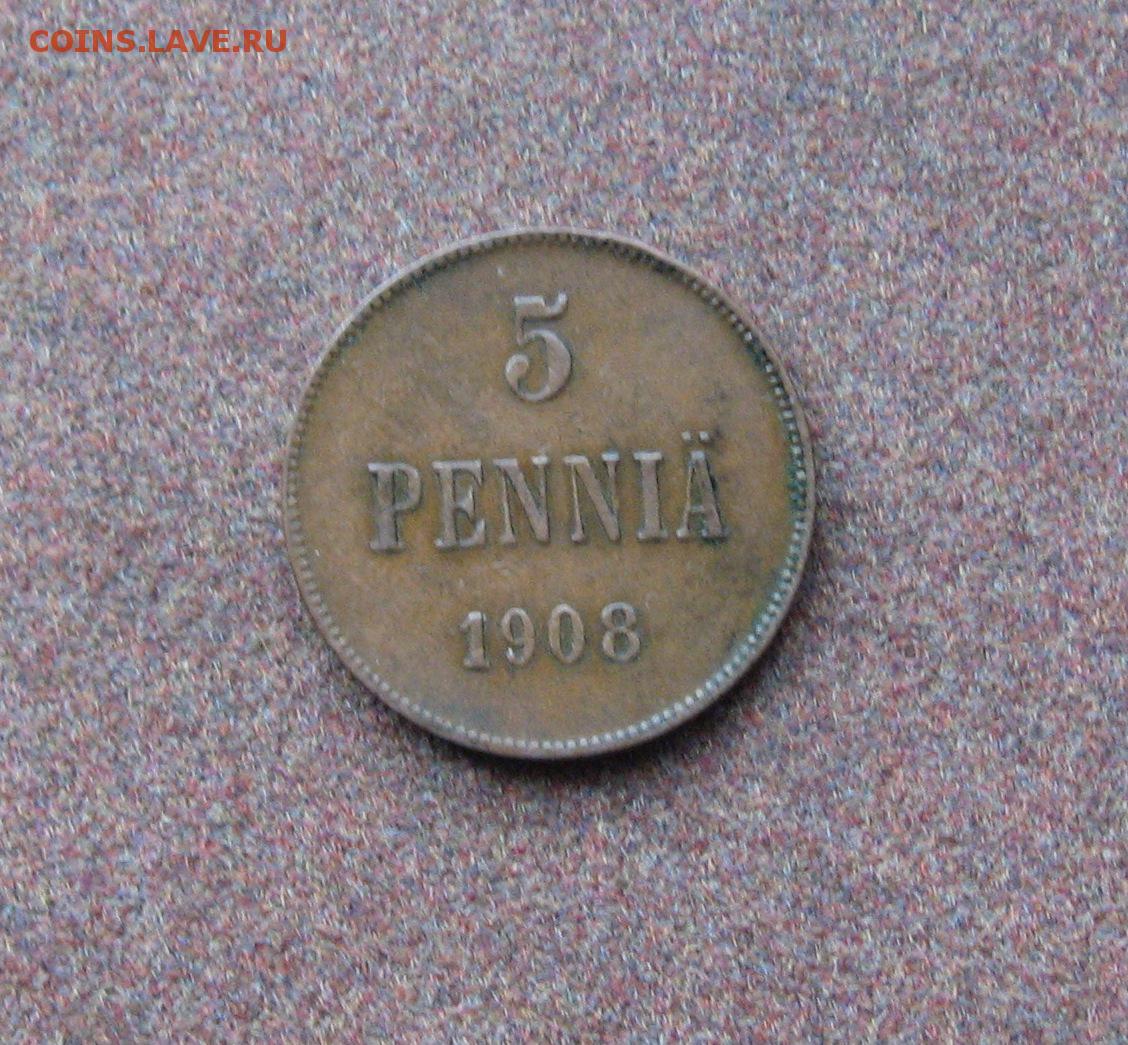 COINS.LAVE.RU
5
PENNIÄ
1908